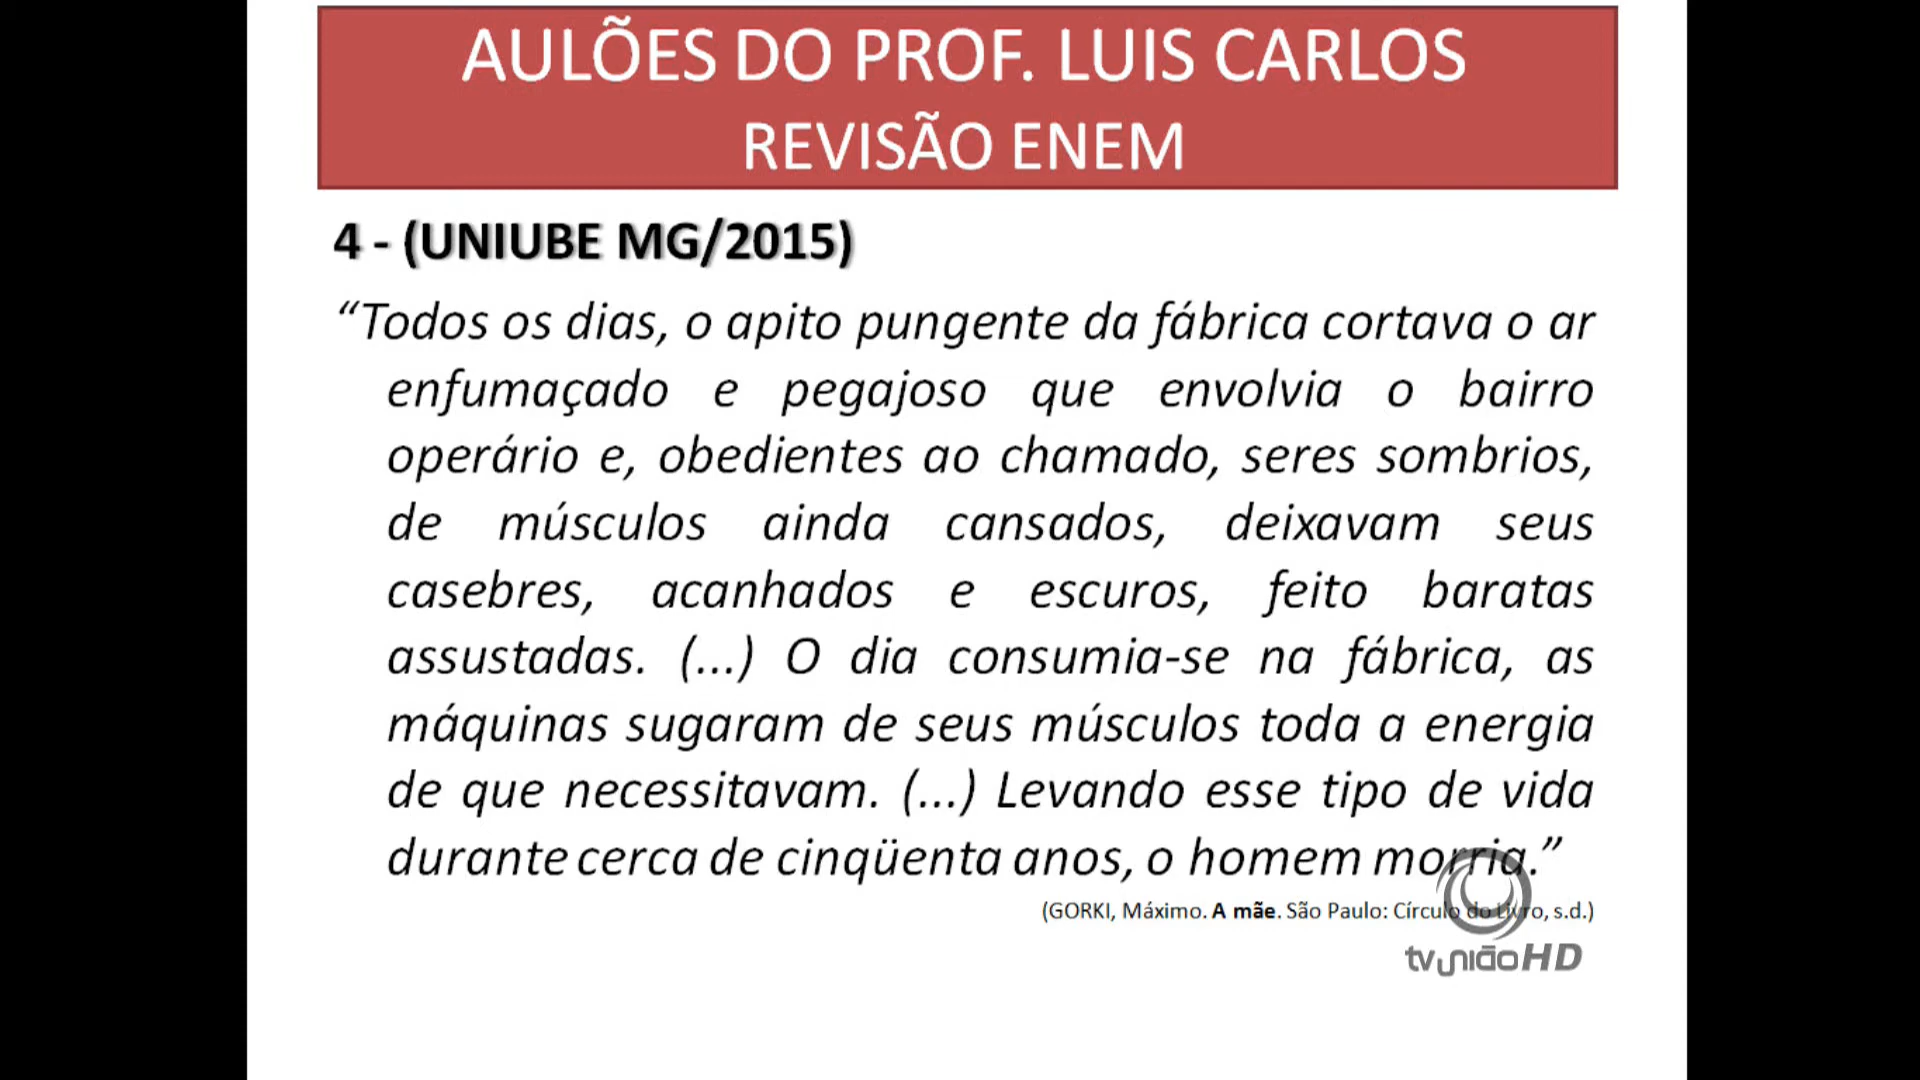 AULÕES DO PROF. LUIS CARLOS
REVISÃO ENEM
4 - (UNIUBE MG/2015)
“Todos os dias, o apito pungente da fábrica cortava o ar
enfumaçado e pegajoso que envolvia o bairro
operário e, obedientes ao chamado, seres sombrios,
de músculos ainda cansados, deixavam seus
casebres, acanhados e escuros, feito baratas
assustadas. (...) O dia consumia-se na fábrica, as
máquinas sugaram de seus músculos toda a energia
de que necessitavam. (...) Levando esse tipo de vida
durante cerca de cinqüenta anos, o homem morria.”
(GORKI, Máximo. A mãe. São Paulo: Círculo do Livro, s.d.)
tv união HD